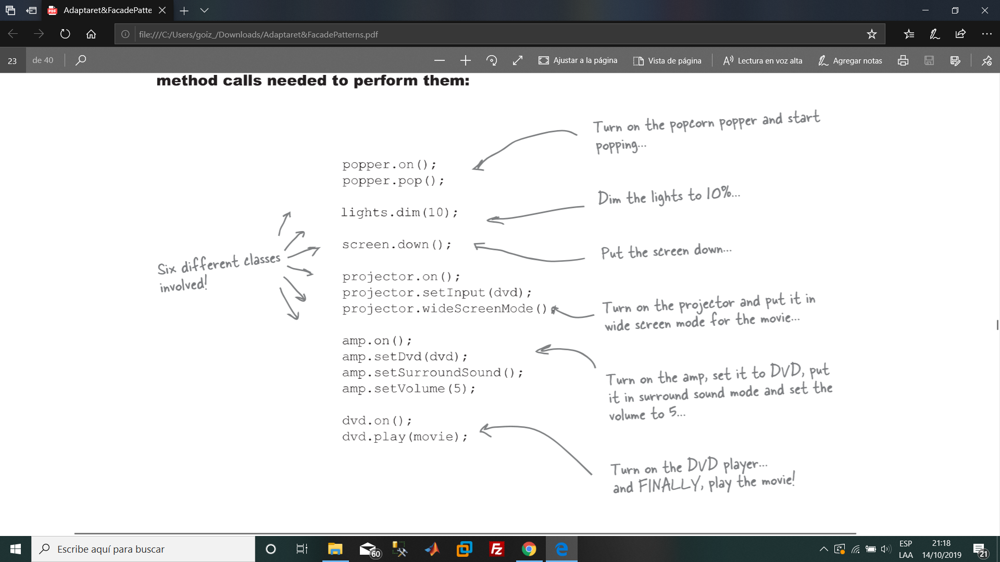 Adaptaret&FacadePatte
file:///C:/Users/goiz_/Downloads/Adaptaret&FacadePatterns.pdf
23 de 40 Ajustar a la página Vista de página Lectura en voz alta Agregar notas
method calls needed to perform them:
Turn on the popcorn popper and start
popping...
popper.on();
popper.pop();
Dim the lights to 10%...
lights.dim(10);
screen.down();
Put the screen down...
Six different classes
involved!
projector.on();
projector.setInput(dvd);
projector.wideScreenMode();
Turn on the projector and put it in
wide screen mode for the movie...
amp.on();
amp.setDvd(dvd);
amp.setSurroundSound();
amp.setVolume(5);
Turn on the amp, set it to DVD, put
it in surround sound mode and set the
volume to 5...
dvd.on();
dvd.play(movie);
Turn on the DVD player...
and FINALLY, play the movie!
Escribe aquí para buscar
60
Fz
ESP
LAA
21:18
14/10/2019
21